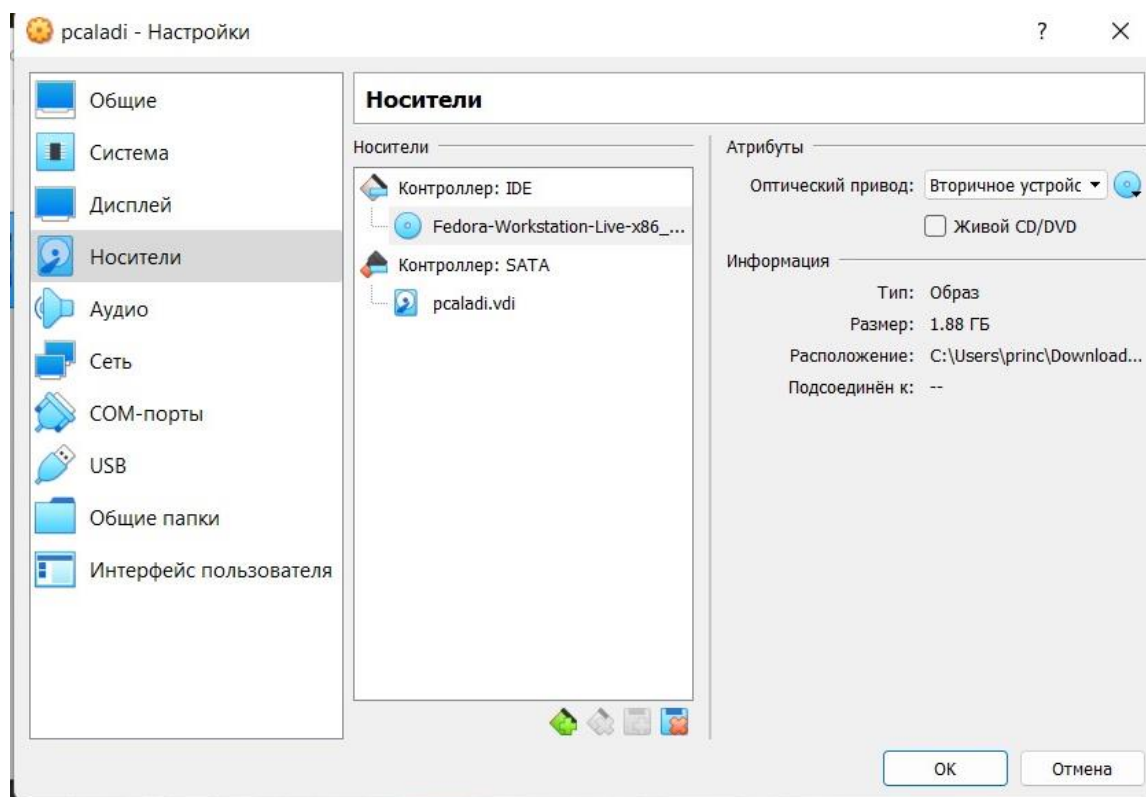 pcaladi - Настройки
?
Общие
Система
Дисплей
Носители
Аудио
Сеть
COM-порты
USB
Общие папки
Интерфейс пользователя
Носители
Носители
Контроллер: IDE
Fedora-Workstation-Live-x86_...
Контроллер: SATA
pcaladi.vdi
Атрибуты
Оптический привод: Вторичное устройс
Живой CD/DVD
Информация
Тип: Образ
Размер: 1.88 ГБ
Расположение: C:\Users\princ\Download...
Подсоединён к: --
OK
Отмена